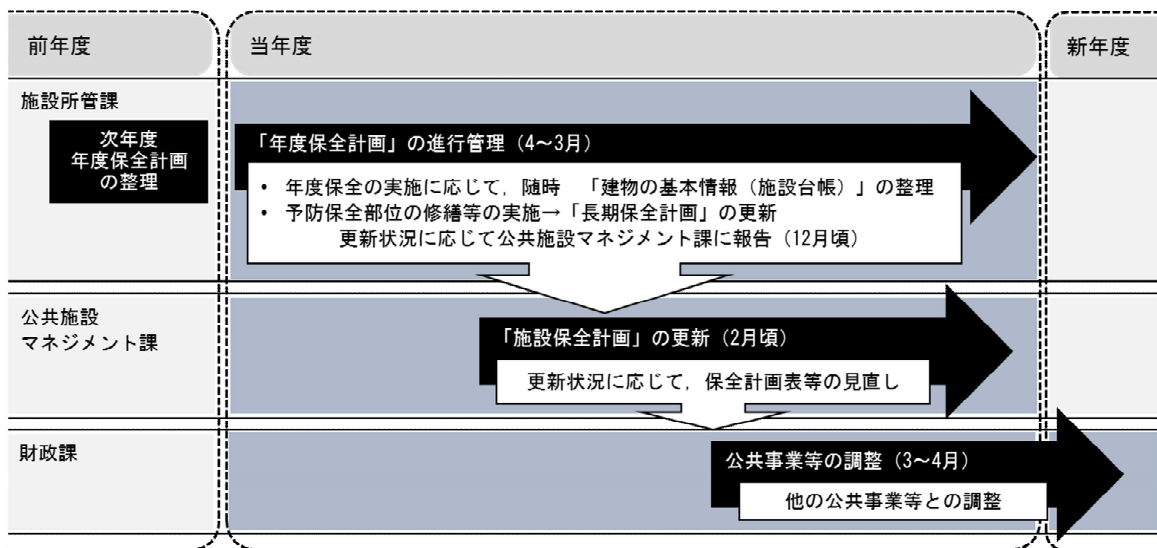 前年度
当年度
新年度
施設所管課
次年度
年度保全計画
の整理
「年度保全計画」の進行管理（4～3月）
・ 年度保全の実施に応じて，随時　「建物の基本情報（施設台帳）」の整理
・ 予防保全部位の修繕等の実施→「長期保全計画」の更新
更新状況に応じて公共施設マネジメント課に報告（12月頃）
公共施設
マネジメント課
「施設保全計画」の更新（2月頃）
更新状況に応じて，保全計画表等の見直し
財政課
公共事業等の調整（3～4月）
他の公共事業等との調整